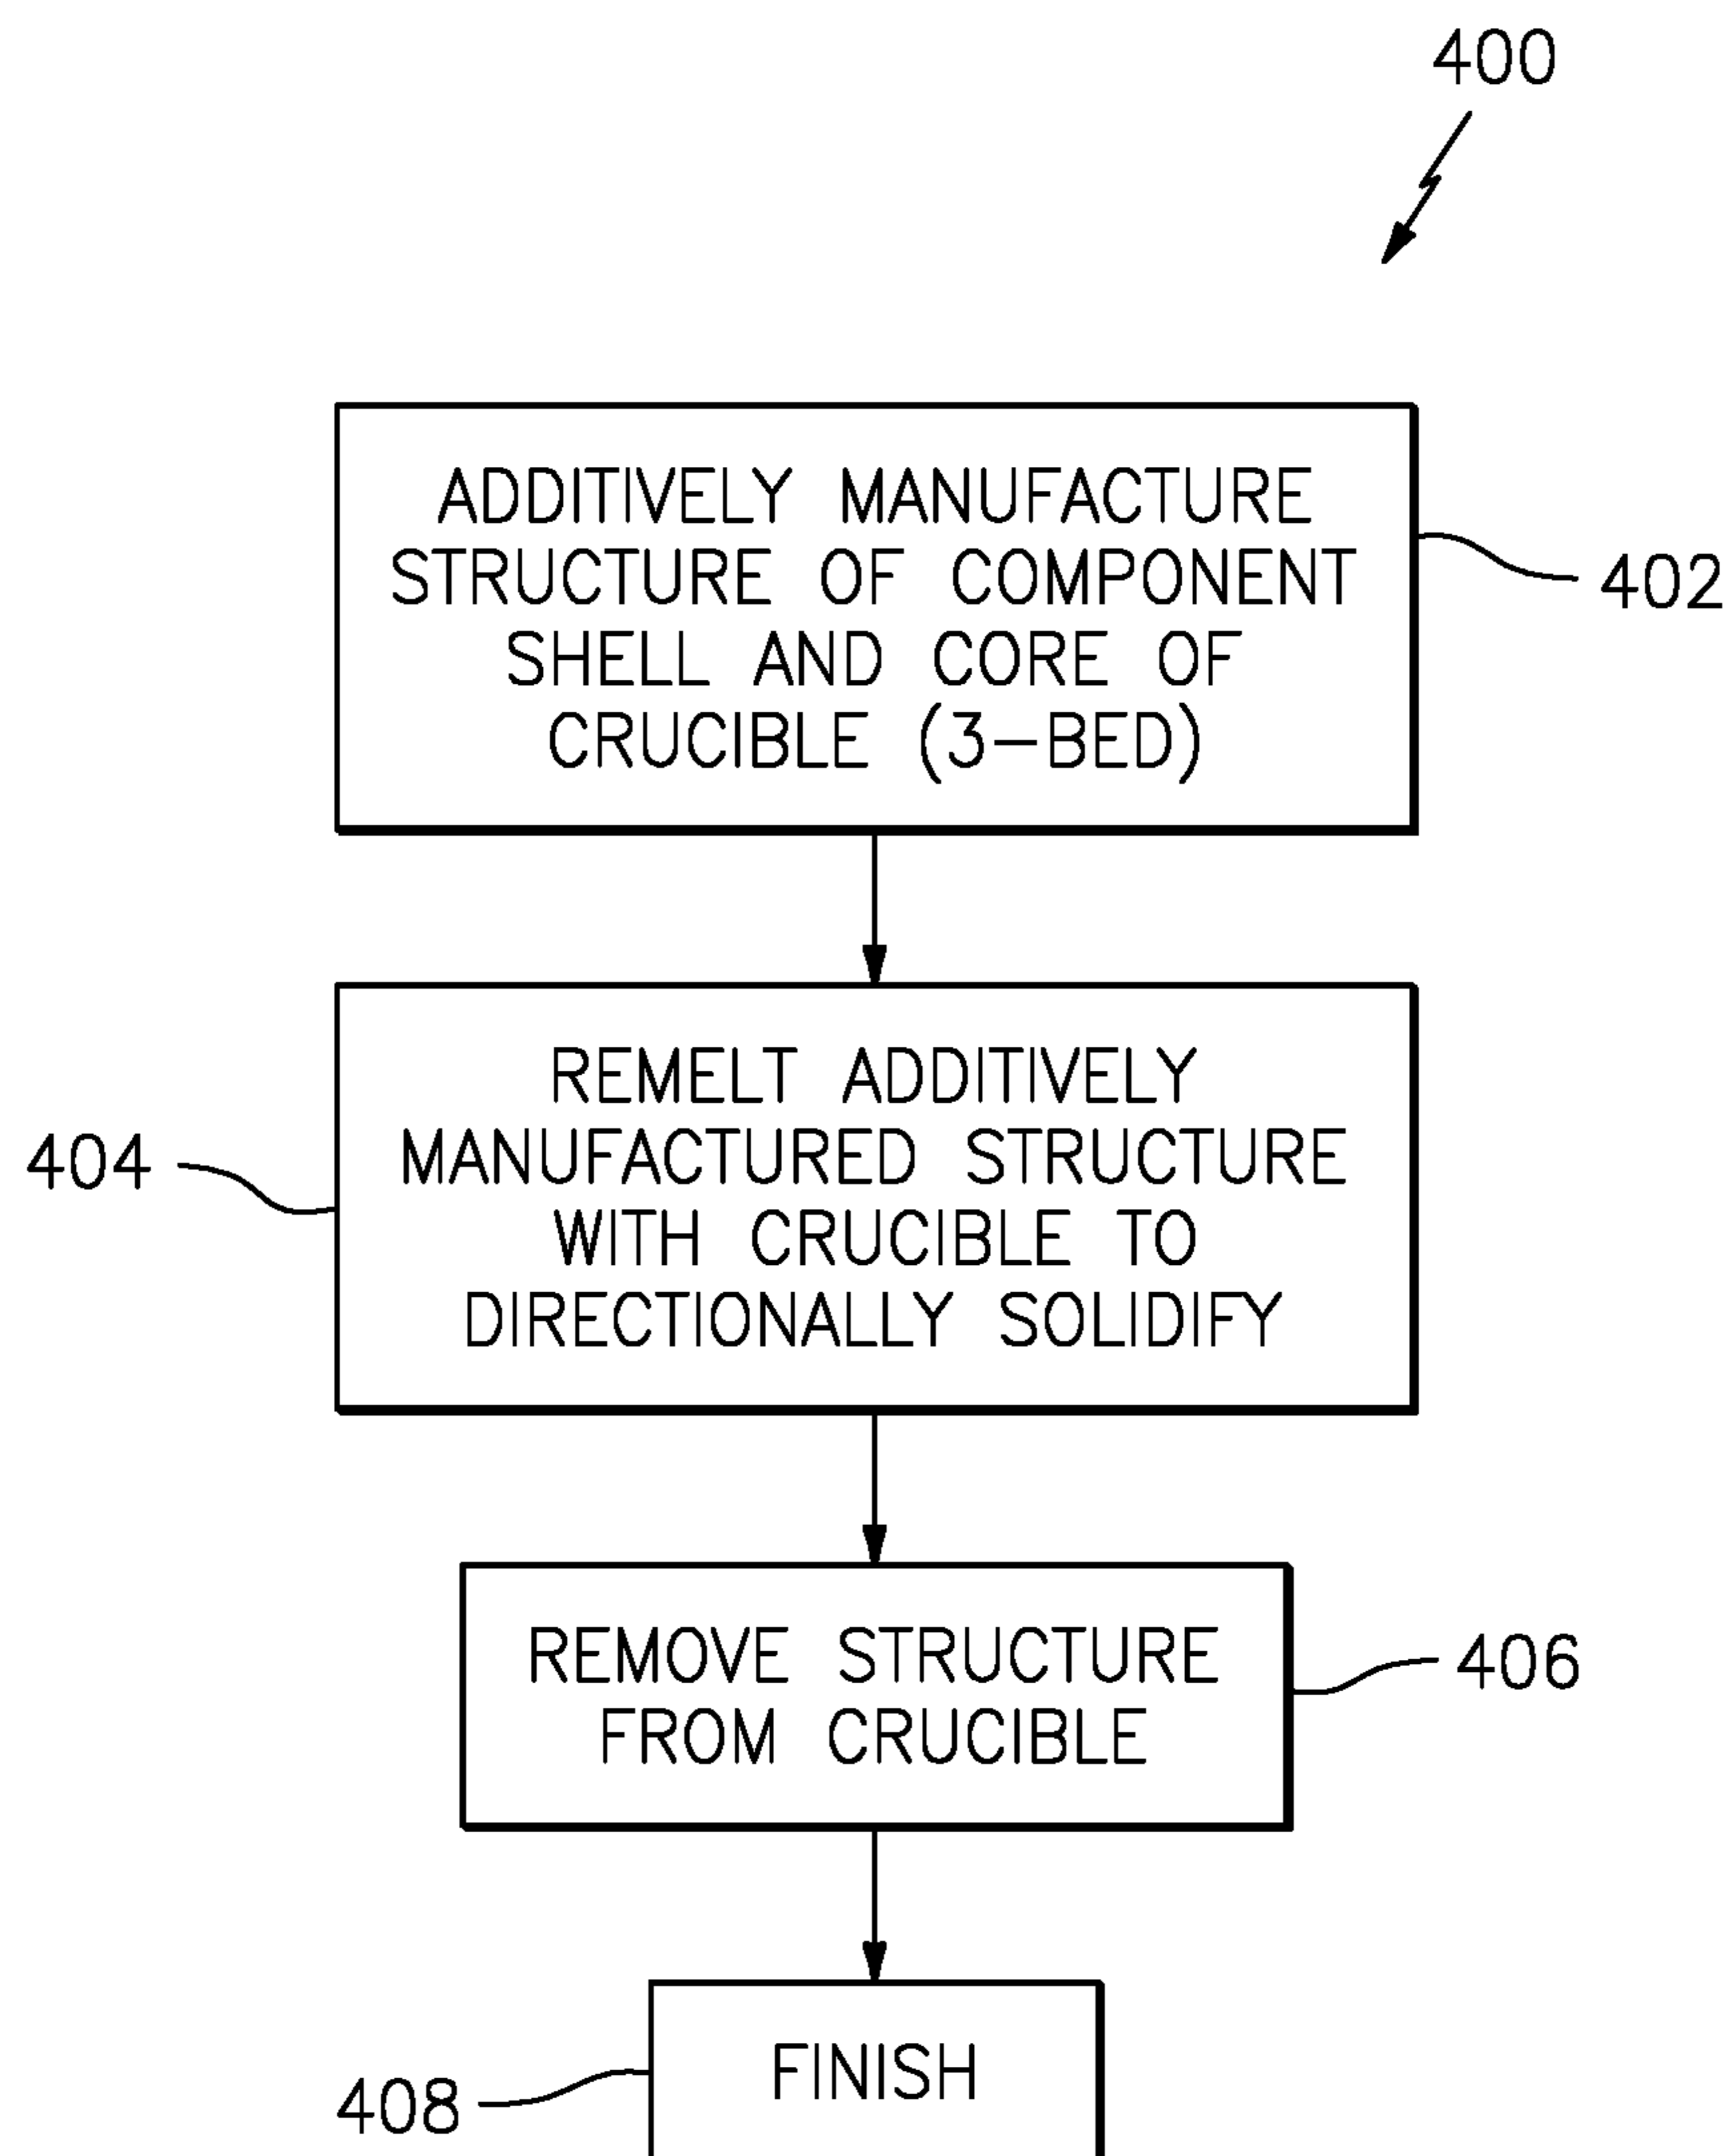 400
ADDITIVELY MANUFACTURE
STRUCTURE OF COMPONENT
SHELL AND CORE OF
CRUCIBLE (3-BED)
402
REMELT ADDITIVELY
MANUFACTURED STRUCTURE
WITH CRUCIBLE TO
DIRECTIONALLY SOLIDIFY
404
REMOVE STRUCTURE
FROM CRUCIBLE
406
FINISH
408